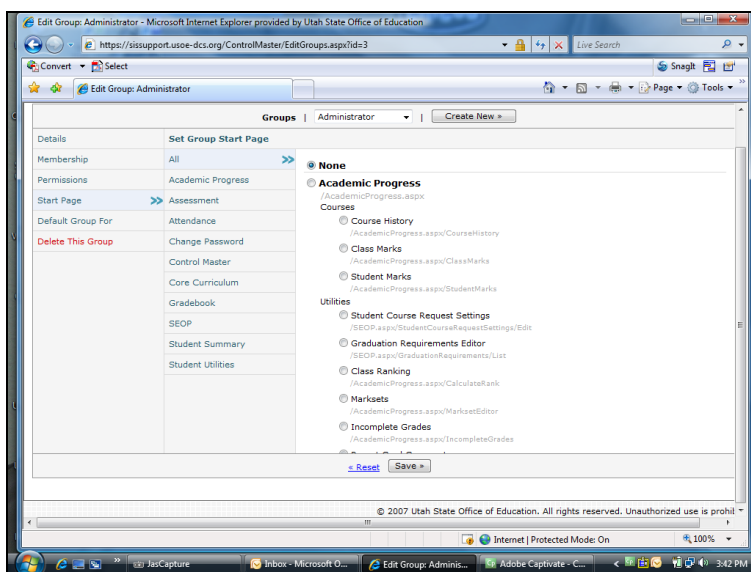 Edit Group: Administrator - Microsoft Internet Explorer provided by Utah State Office of Education
https://sissupport.usoe-dcs.org/ControlMaster/EditGroups.aspx?id=3
Live Search
Convert Select
SnagIt
Edit Group: Administrator
Page Tools
Groups | Administrator | Create New »
Details
Membership
Permissions
Start Page
Default Group For
Delete This Group
Set Group Start Page
All
Academic Progress
Assessment
Attendance
Change Password
Control Master
Core Curriculum
Gradebook
SEOP
Student Summary
Student Utilities
None
Academic Progress
/AcademicProgress.aspx
Courses
Course History
/AcademicProgress.aspx/CourseHistory
Class Marks
/AcademicProgress.aspx/ClassMarks
Student Marks
/AcademicProgress.aspx/StudentMarks
Utilities
Student Course Request Settings
/SEOP.aspx/StudentCourseRequestSettings/Edit
Graduation Requirements Editor
/SEOP.aspx/GraduationRequirements/List
Class Ranking
/AcademicProgress.aspx/CalculateRank
Marksets
/AcademicProgress.aspx/MarksetEditor
Incomplete Grades
/AcademicProgress.aspx/IncompleteGrades
« Reset Save »
© 2007 Utah State Office of Education. All rights reserved. Unauthorized use is prohit
Internet | Protected Mode: On
100%
JasCapture
Inbox - Microsoft O...
Edit Group: Adminis...
Adobe Captivate - C...
3:42 PM